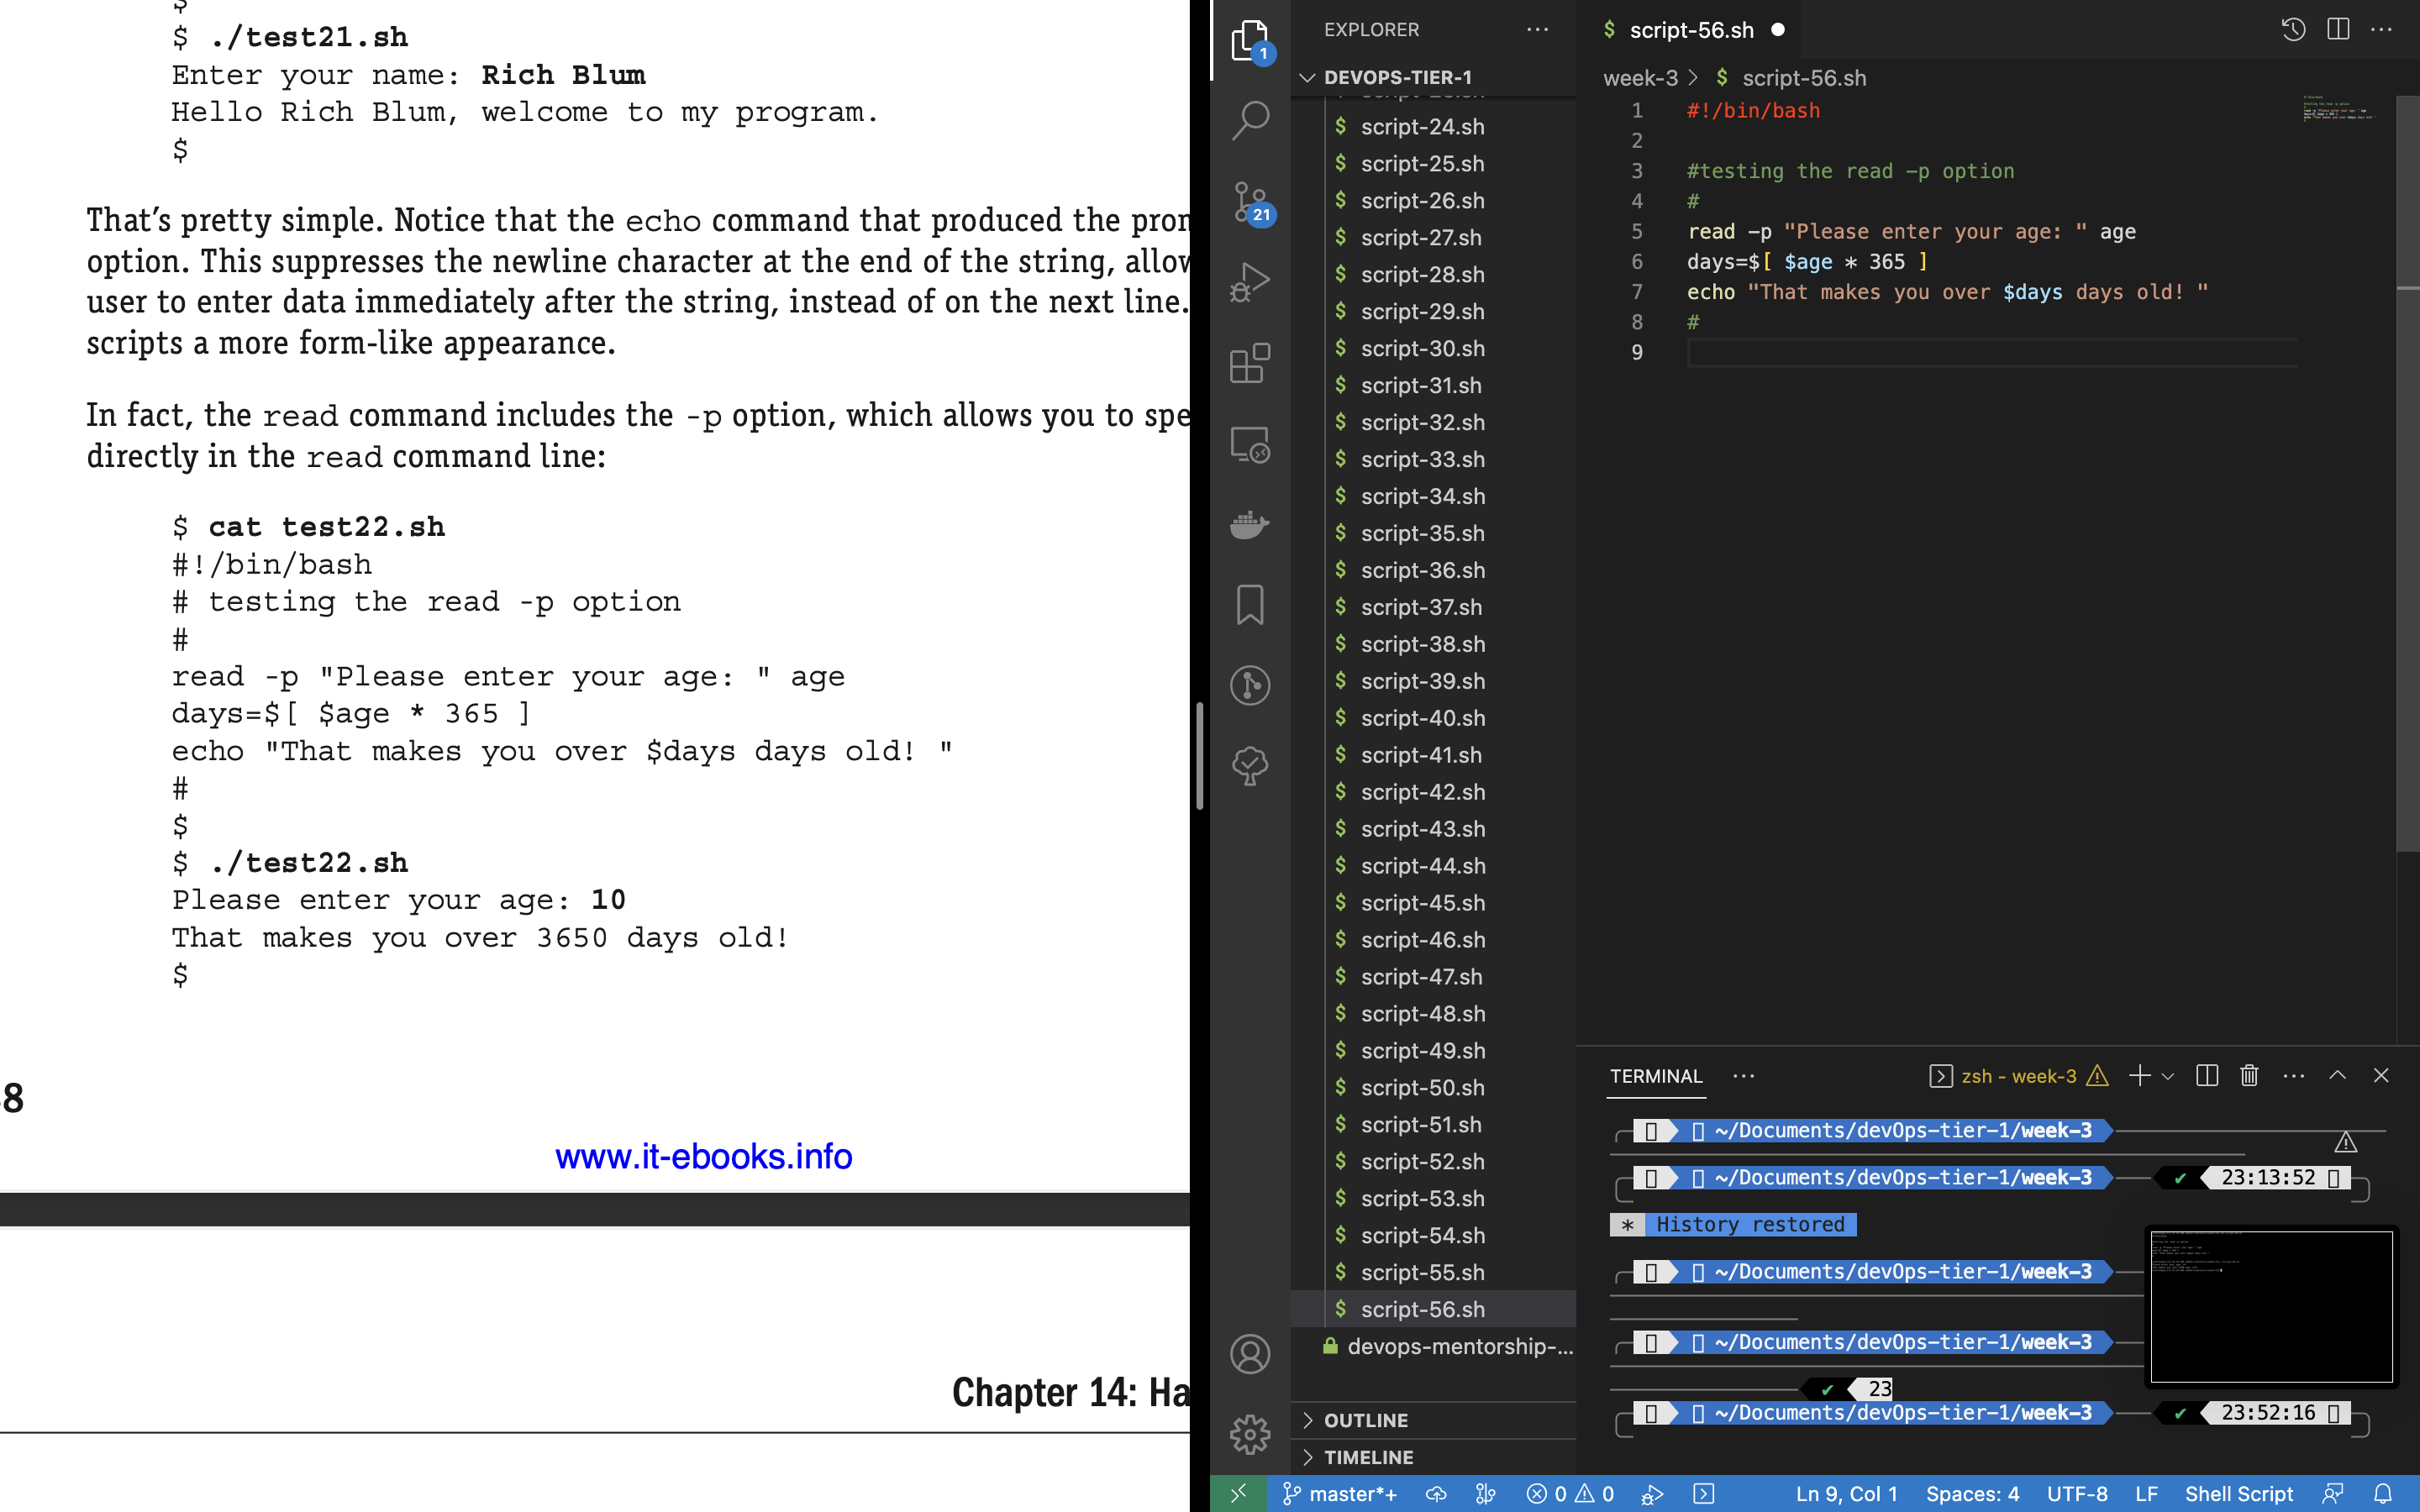 $
$ ./test21.sh
Enter your name: Rich Blum
Hello Rich Blum, welcome to my program.
$
That's pretty simple. Notice that the echo command that produced the
option. This suppresses the newline character at the end of the string,
user to enter data immediately after the string, instead of on the next line.
scripts a more form-like appearance.
In fact, the read command includes the -p option, which allows you to
directly in the read command line:
$ cat test22.sh
#!/bin/bash
# testing the read -p option
#
read -p "Please enter your age: " age
days=$[ $age * 365 ]
echo "That makes you over $days days old! "
#
$
$ ./test22.sh
Please enter your age: 10
That makes you over 3650 days old!
$
8
www.it-ebooks.info
Chapter 14:
1
21
EXPLORER ···
DEVOPS-TIER-1
$ script-24.sh
$ script-25.sh
$ script-26.sh
$ script-27.sh
$ script-28.sh
$ script-29.sh
$ script-30.sh
$ script-31.sh
$ script-32.sh
$ script-33.sh
$ script-34.sh
$ script-35.sh
$ script-36.sh
$ script-37.sh
$ script-38.sh
$ script-39.sh
$ script-40.sh
$ script-41.sh
$ script-42.sh
$ script-43.sh
$ script-44.sh
$ script-45.sh
$ script-46.sh
$ script-47.sh
$ script-48.sh
$ script-49.sh
$ script-50.sh
$ script-51.sh
$ script-52.sh
$ script-53.sh
$ script-54.sh
$ script-55.sh
$ script-56.sh
devops-mentorship-...
OUTLINE
TIMELINE
$ script-56.sh ●
week-3 > $ script-56.sh
1 #!/bin/bash
2
3 #testing the read -p option
4 #
5 read -p "Please enter your age: " age
6 days=$[ $age * 365 ]
7 echo "That makes you over $days days old! "
8 #
9
TERMINAL ··· zsh - week-3
~/Documents/devOps-tier-1/week-3
~/Documents/devOps-tier-1/week-3 ✔ 23:13:52
* History restored
~/Documents/devOps-tier-1/week-3
~/Documents/devOps-tier-1/week-3
✔ 23
~/Documents/devOps-tier-1/week-3 ✔ 23:52:16
master*+ 0 0 Ln 9, Col 1 Spaces: 4 UTF-8 LF Shell Script